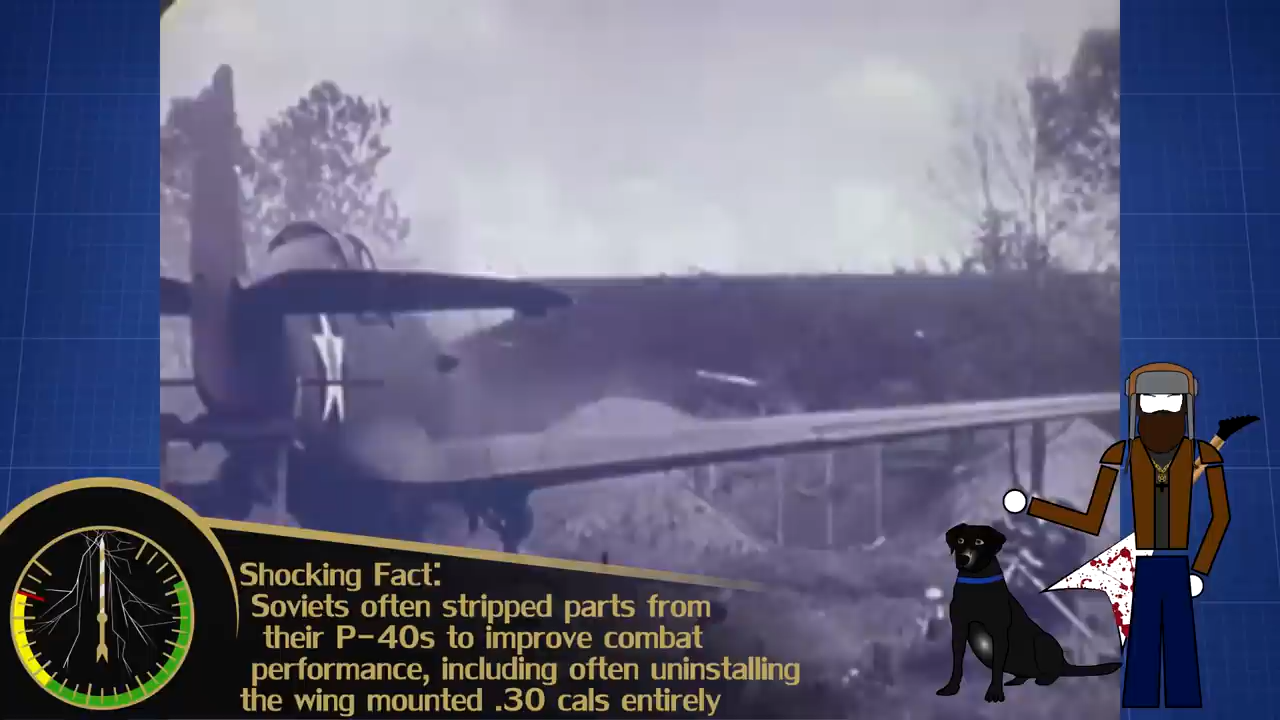 Shocking Fact:
Soviets often stripped parts from
their P-40s to improve combat
performance, including often uninstalling
the wing mounted .30 cals entirely